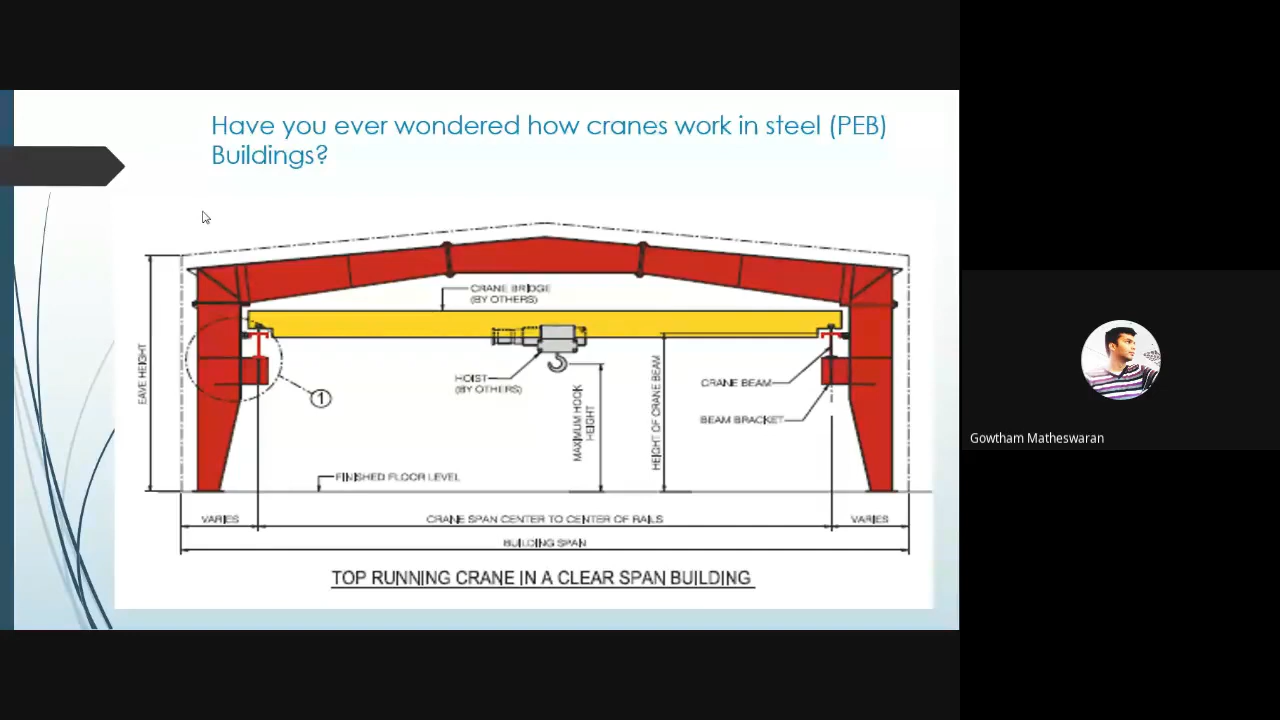 Have you ever wondered how cranes work in steel (PEB)
Buildings?
CRANE BRIDGE
(BY OTHERS)
EAVE HEIGHT
HOIST
(BY OTHERS)
MAXIMUM HOOK
HEIGHT
HEIGHT OF CRANE BEAM
CRANE BEAM
BEAM BRACKET
1
FINISHED FLOOR LEVEL
VARIES
CRANE SPAN CENTER TO CENTER OF RAILS
VARIES
BUILDING SPAN
TOP RUNNING CRANE IN A CLEAR SPAN BUILDING
Gowtham Matheswaran